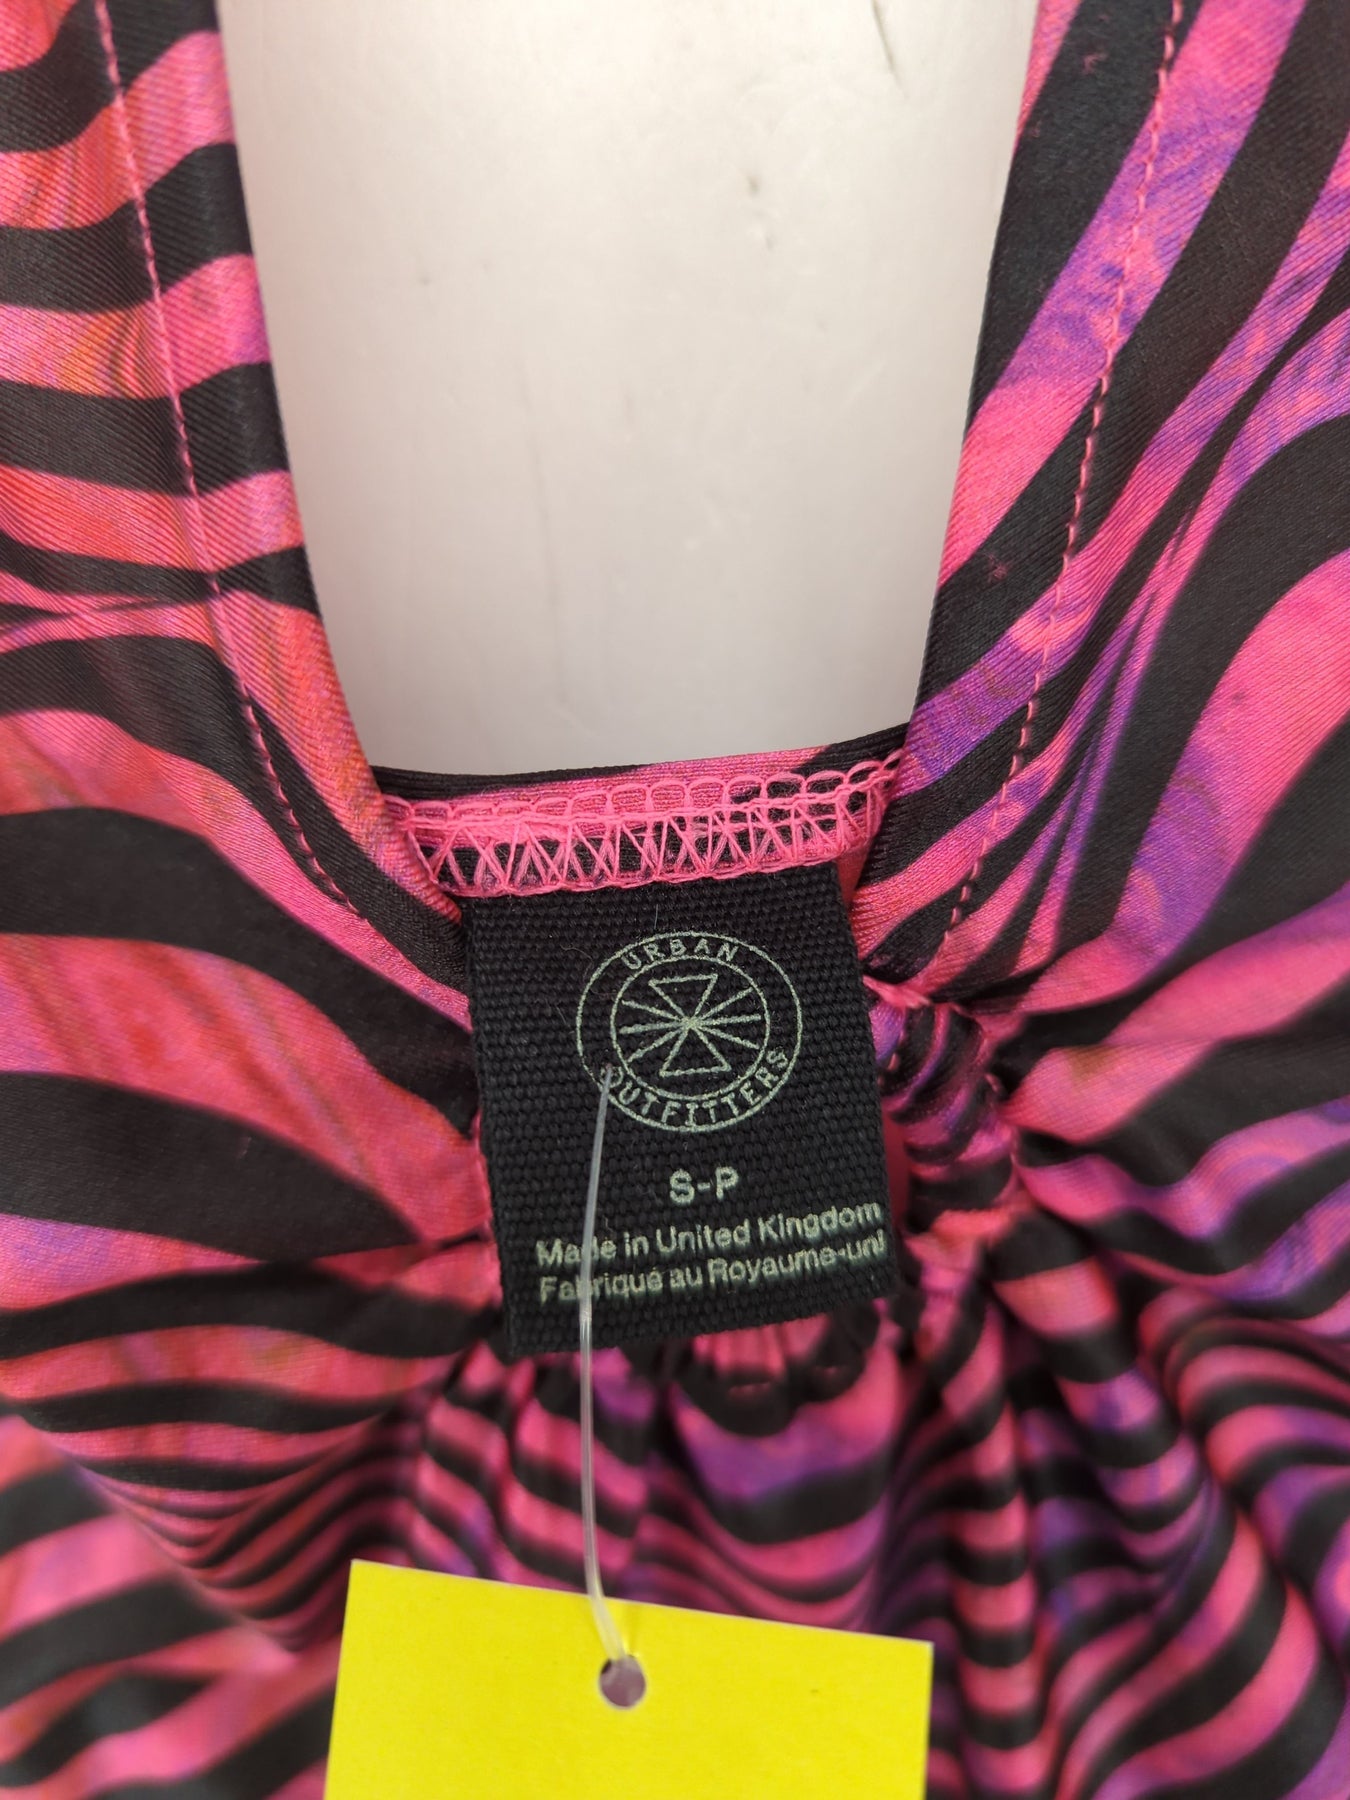 URBAN
OUTFITTERS
S-P
Made in United Kingdom
Fabriqué au Royaume-uni